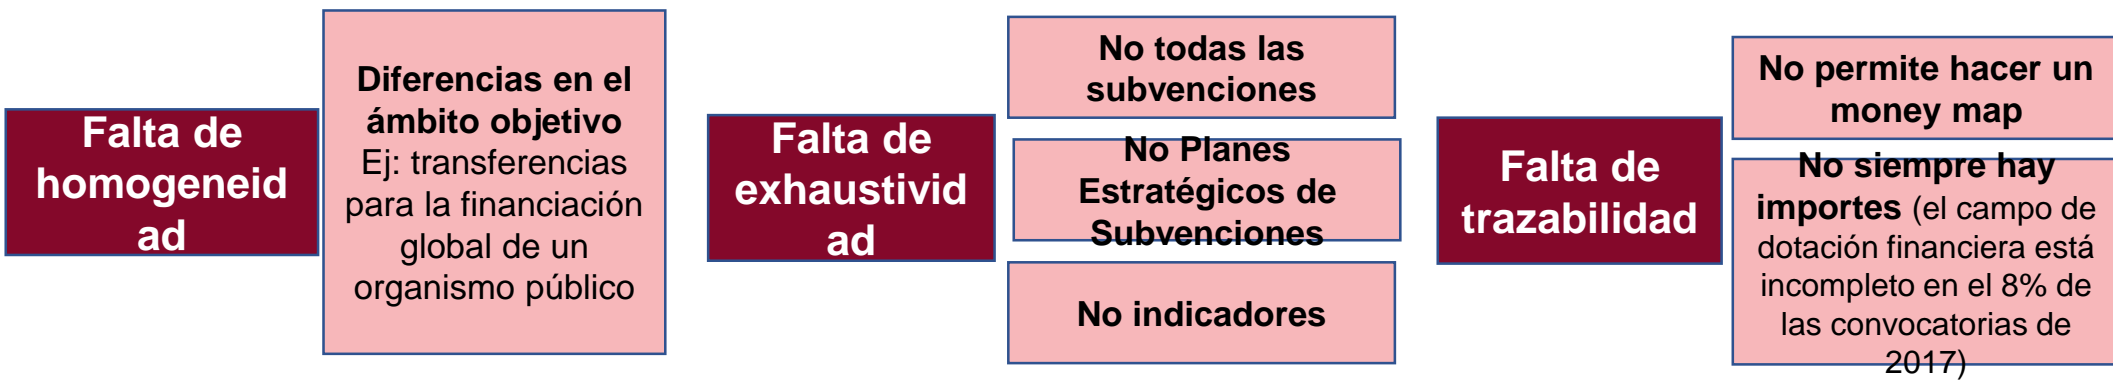 Falta de
homogeneid
ad
Diferencias en el
ámbito objetivo
Ej: transferencias
para la financiación
global de un
organismo público
Falta de
exhaustivid
ad
No todas las
subvenciones
No Planes
Estratégicos de
Subvenciones
No indicadores
Falta de
trazabilidad
No permite hacer un
money map
No siempre hay
importes (el campo de
dotación financiera está
incompleto en el 8% de
las convocatorias de
2017)